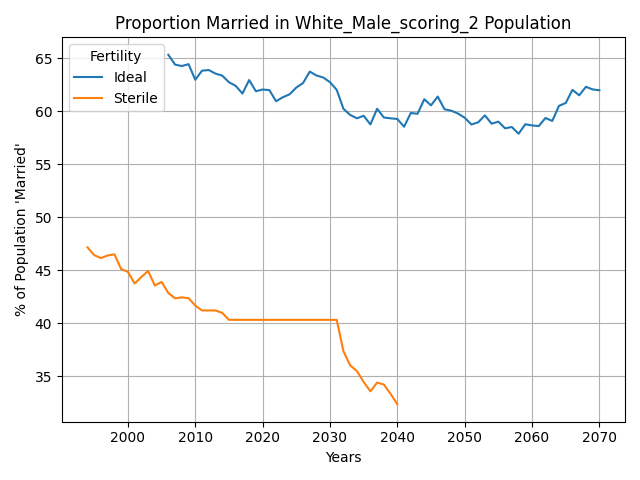 Proportion Married in White_Male_scoring_2 Population
Fertility
Ideal
Sterile
% of Population 'Married'
65
60
55
50
45
40
35
2000
2010
2020
2030
2040
2050
2060
2070
Years